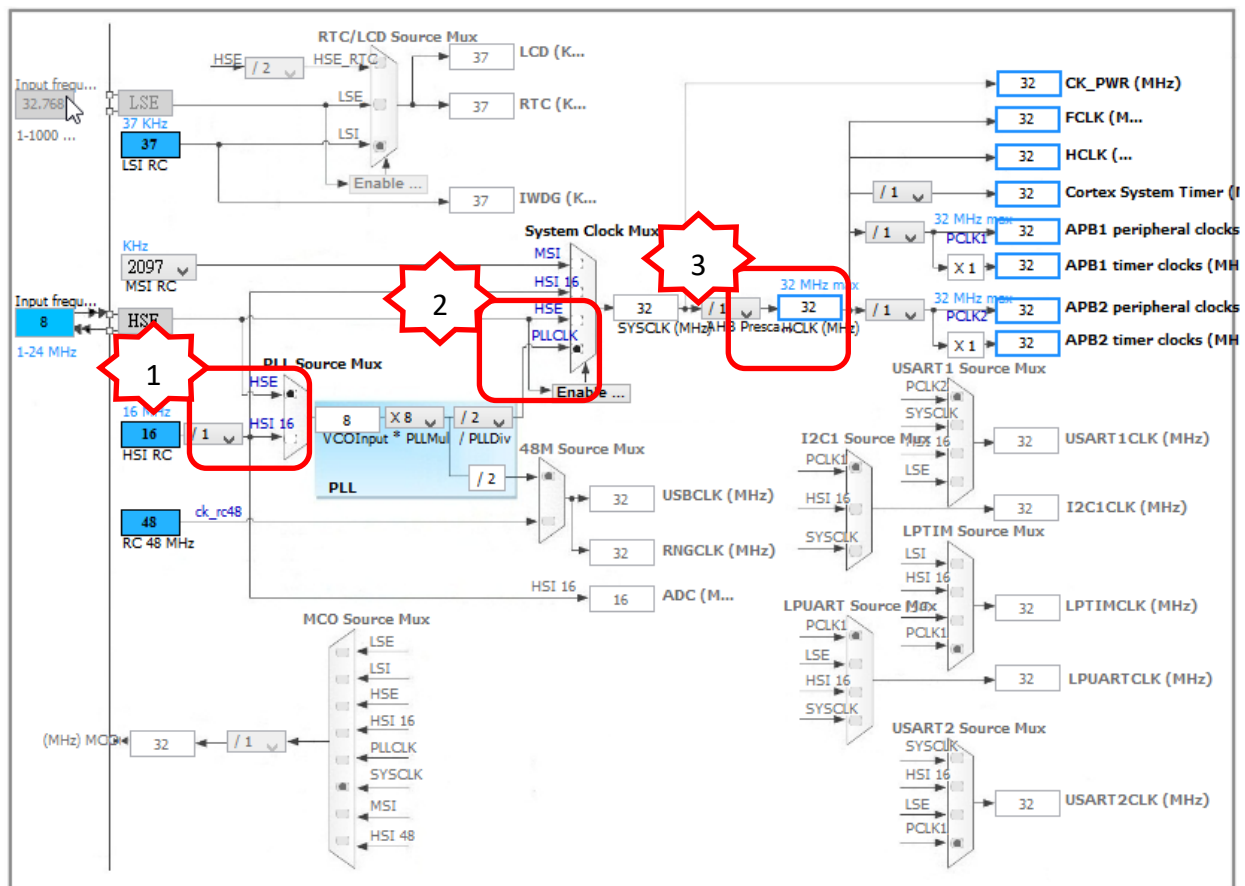 RTC/LCD Source Mux
HSE
/ 2
HSE_RTC
37
LCD (K...
Input frequ...
32.768
1-1000 ...
LSE
LSE
37
RTC (K...
37 KHz
37
LSI RC
LSI
Enable ...
37
IWDG (K...
32
CK_PWR (MHz)
32
FCLK (M...
32
HCLK (...
/ 1
32
Cortex System Timer (
32 MHz max
/ 1
PCLK1
32
APB1 peripheral clocks
X 1
32
APB1 timer clocks (MH
System Clock Mux
KHz
2097
MSI RC
MSI
HSI 16
HSE
PLLCLK
Enable ...
2
3
32
SYSCLK (MHz)
/ 1
AHB Presca...
32 MHz max
32
HCLK (MHz)
/ 1
32 MHz max
PCLK2
32
APB2 peripheral clocks
X 1
32
APB2 timer clocks (MH
Input frequ...
8
1-24 MHz
HSE
1
PLL Source Mux
HSE
HSI 16
16 MHz
16
HSI RC
/ 1
8
X 8
/ 2
VCOInput * PLLMul / PLLDiv
/ 2
PLL
48M Source Mux
48
RC 48 MHz
ck_rc48
32
USBCLK (MHz)
32
RNGCLK (MHz)
HSI 16
16
ADC (M...
USART1 Source Mux
PCLK2
SYSCLK
HSI 16
LSE
32
USART1CLK (MHz)
I2C1 Source Mux
PCLK1
HSI 16
SYSCLK
32
I2C1CLK (MHz)
LPTIM Source Mux
LSI
HSI 16
PCLK1
32
LPTIMCLK (MHz)
LPUART Source Mux
PCLK1
LSE
HSI 16
SYSCLK
32
LPUARTCLK (MHz)
USART2 Source Mux
SYSCLK
HSI 16
LSE
PCLK1
32
USART2CLK (MHz)
MCO Source Mux
LSE
LSI
HSE
HSI 16
PLLCLK
SYSCLK
MSI
HSI 48
(MHz) MCO
32
/ 1